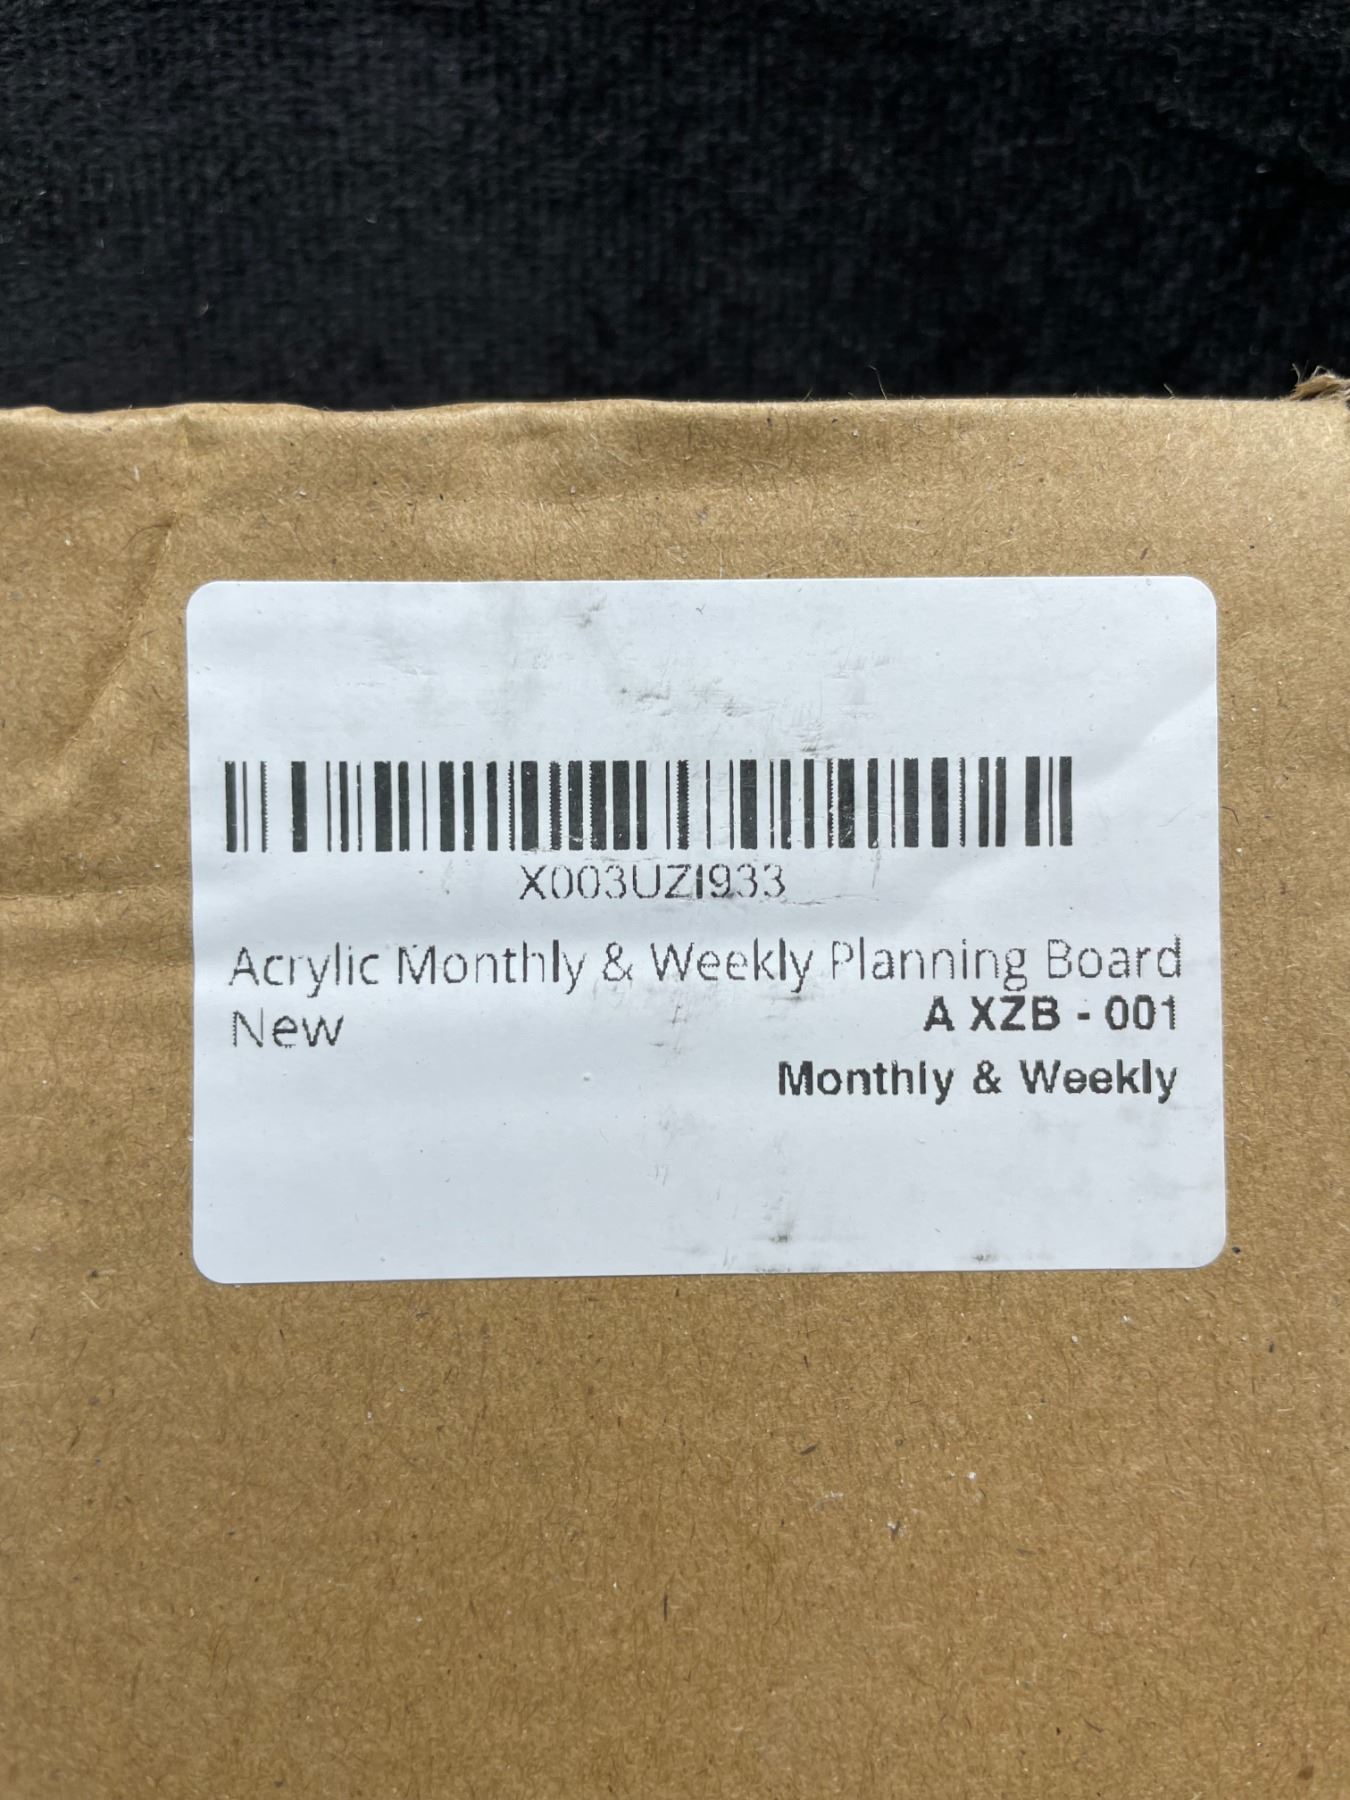 X003UZI933
Acrylic Monthly & Weekly Planning Board
New
A XZB - 001
Monthly & Weekly